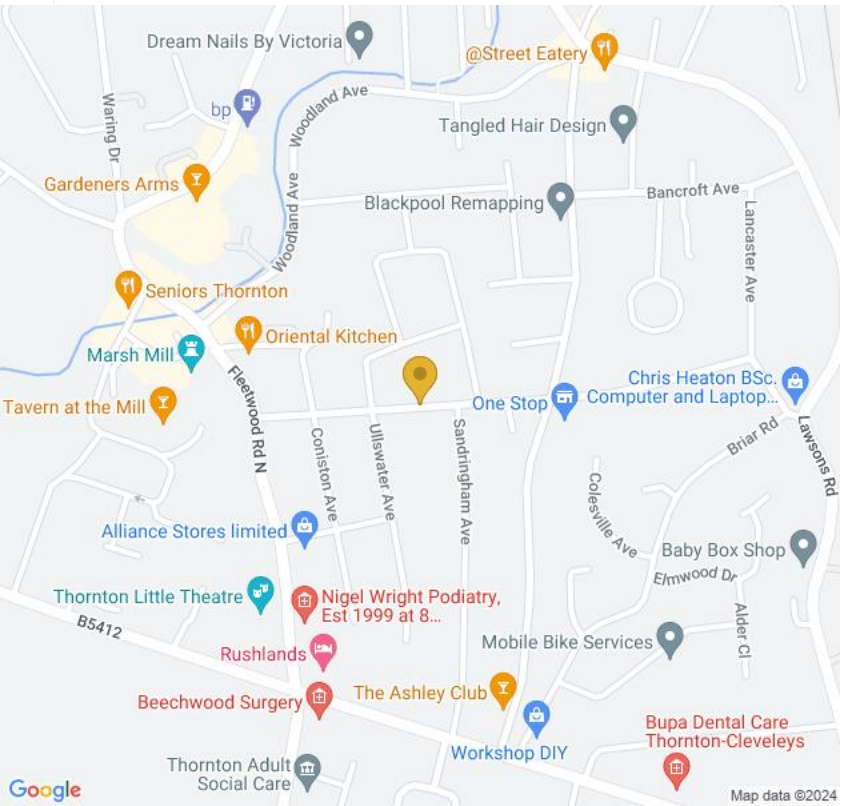 Dream Nails By Victoria
@Street Eatery
Waring Dr
bp
Woodland Ave
Tangled Hair Design
Gardeners Arms
Blackpool Remapping
Bancroft Ave
Woodland Ave
Lancaster Ave
Seniors Thornton
Oriental Kitchen
Marsh Mill
Fleetwood Rd N
Tavern at the Mill
One Stop
Chris Heaton BSc.
Computer and Laptop...
Coniston Ave
Ullswater Ave
Sandringham Ave
Briar Rd
Lawsons Rd
Colesville Ave
Alliance Stores limited
Baby Box Shop
Elmwood Dr
Thornton Little Theatre
Nigel Wright Podiatry,
Est 1999 at 8...
Alder Cl
B5412
Mobile Bike Services
Rushlands
Beechwood Surgery
The Ashley Club
Workshop DIY
Bupa Dental Care
Thornton-Cleveleys
Thornton Adult
Social Care
Google
Map data ©2024